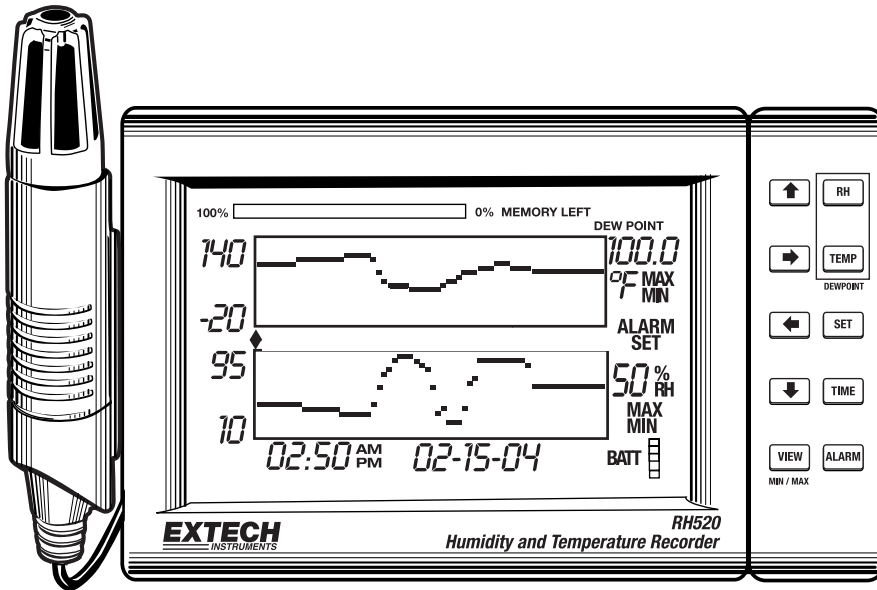 100% 0% MEMORY LEFT
DEW POINT
140 100.0
°F MAX
MIN
-20
ALARM
SET
95
50 % RH
MAX
MIN
10
02:50 AM PM 02-15-04
BATT
EXTECH
INSTRUMENTS
RH520
Humidity and Temperature Recorder
RH
TEMP
DEWPOINT
SET
TIME
VIEW ALARM
MIN / MAX